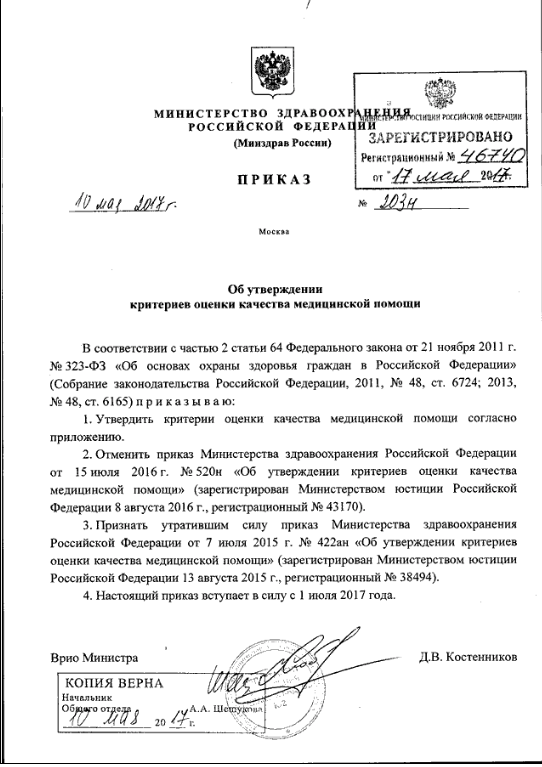 МИНИСТЕРСТВО ЗДРАВООХРАНЕНИЯ
РОССИЙСКОЙ ФЕДЕРАЦИИ
(Минздрав России)
МИНИСТЕРСТВО ЮСТИЦИИ РОССИЙСКОЙ ФЕДЕРАЦИИ
ЗАРЕГИСТРИРОВАНО
Регистрационный № 46740
от "17 мая 2017.
ПРИКАЗ
10 мая 2017г.
№ 203н
Москва
Об утверждении
критериев оценки качества медицинской помощи
В соответствии с частью 2 статьи 64 Федерального закона от 21 ноября 2011 г.
№ 323-ФЗ «Об основах охраны здоровья граждан в Российской Федерации»
(Собрание законодательства Российской Федерации, 2011, № 48, ст. 6724; 2013,
№ 48, ст. 6165) п р и к а з ы в а ю:
1. Утвердить критерии оценки качества медицинской помощи согласно
приложению.
2. Отменить приказ Министерства здравоохранения Российской Федерации
от 15 июля 2016 г. № 520н «Об утверждении критериев оценки качества
медицинской помощи» (зарегистрирован Министерством юстиции Российской
Федерации 8 августа 2016 г., регистрационный № 43170).
3. Признать утратившим силу приказ Министерства здравоохранения
Российской Федерации от 7 июля 2015 г. № 422ан «Об утверждении критериев
оценки качества медицинской помощи» (зарегистрирован Министерством юстиции
Российской Федерации 13 августа 2015 г., регистрационный № 38494).
4. Настоящий приказ вступает в силу с 1 июля 2017 года.
Врио Министра
Д.В. Костенников
КОПИЯ ВЕРНА
Начальник
Общего отдела А.А. Шешукова
10 мая 2017 г.